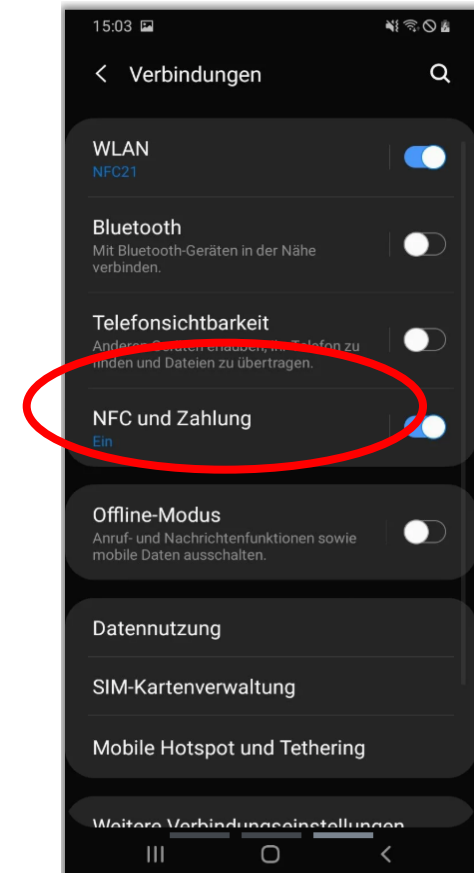 15:03
Verbindungen
WLAN
NFC21
Bluetooth
Mit Bluetooth-Geräten in der Nähe
verbinden.
Telefonsichtbarkeit
Anderen Geräten erlauben, Ihr Telefon zu
finden und Dateien zu übertragen.
NFC und Zahlung
Ein
Offline-Modus
Anruf- und Nachrichtenfunktionen sowie
mobile Daten ausschalten.
Datennutzung
SIM-Kartenverwaltung
Mobile Hotspot und Tethering
Weitere Verbindungseinstellungen